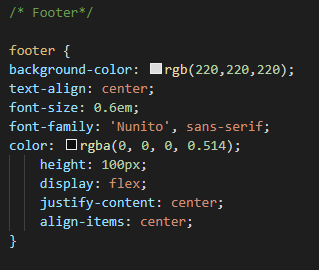 /* Footer*/
footer {
background-color: rgb(220,220,220);
text-align: center;
font-size: 0.6em;
font-family: 'Nunito', sans-serif;
color: rgba(0, 0, 0, 0.514);
    height: 100px;
    display: flex;
    justify-content: center;
    align-items: center;
}